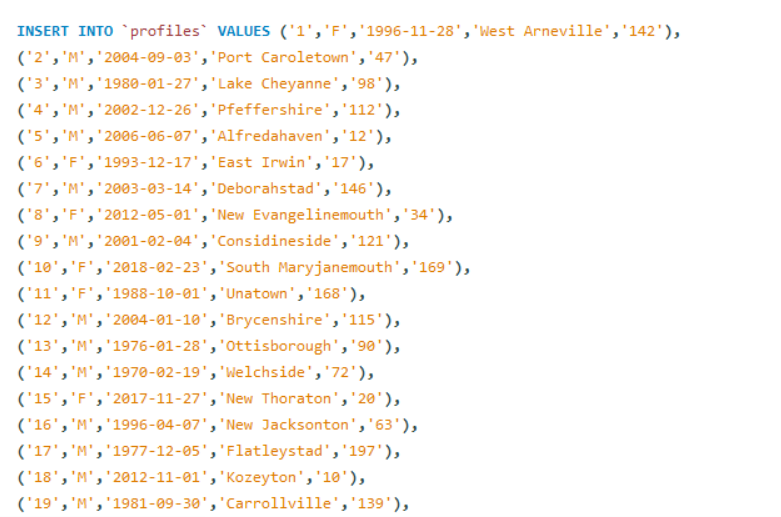 INSERT INTO `profiles` VALUES ('1','F','1996-11-28','West Arneville','142'),
('2','M','2004-09-03','Port Caroletown','47'),
('3','M','1980-01-27','Lake Cheyanne','98'),
('4','M','2002-12-26','Pfeffershire','112'),
('5','M','2006-06-07','Alfredahaven','12'),
('6','F','1993-12-17','East Irwin','17'),
('7','M','2003-03-14','Deborahstad','146'),
('8','F','2012-05-01','New Evangelinemouth','34'),
('9','M','2001-02-04','Considineside','121'),
('10','F','2018-02-23','South Maryjanemouth','169'),
('11','F','1988-10-01','Unatown','168'),
('12','M','2004-01-10','Brycenshire','115'),
('13','M','1976-01-28','Ottisborough','90'),
('14','M','1970-02-19','Welchside','72'),
('15','F','2017-11-27','New Thoraton','20'),
('16','M','1996-04-07','New Jacksonton','63'),
('17','M','1977-12-05','Flatleystad','197'),
('18','M','2012-11-01','Kozeyton','10'),
('19','M','1981-09-30','Carrollville','139'),